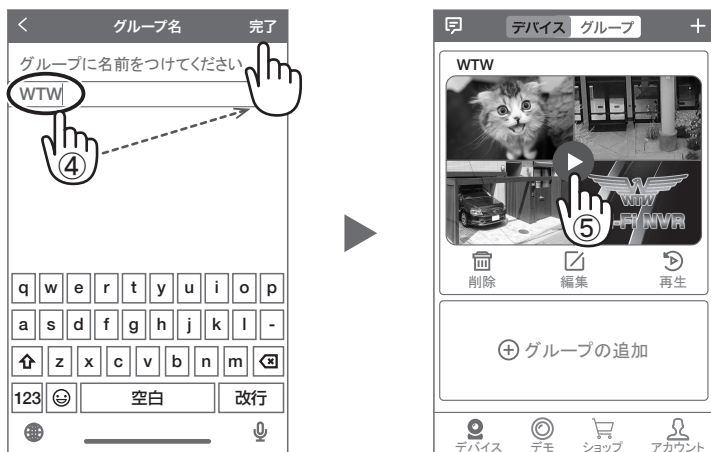 グループ名
完了
グループに名前をつけてください
WTW
④
q w e r t y u i o p
a s d f g h j k l -
z x c v b n m
123 空白 改行
デバイス グループ
WTW
WTW
-Fi NVR
⑤
削除 編集 再生
グループの追加
デバイス デモ ショップ アカウント